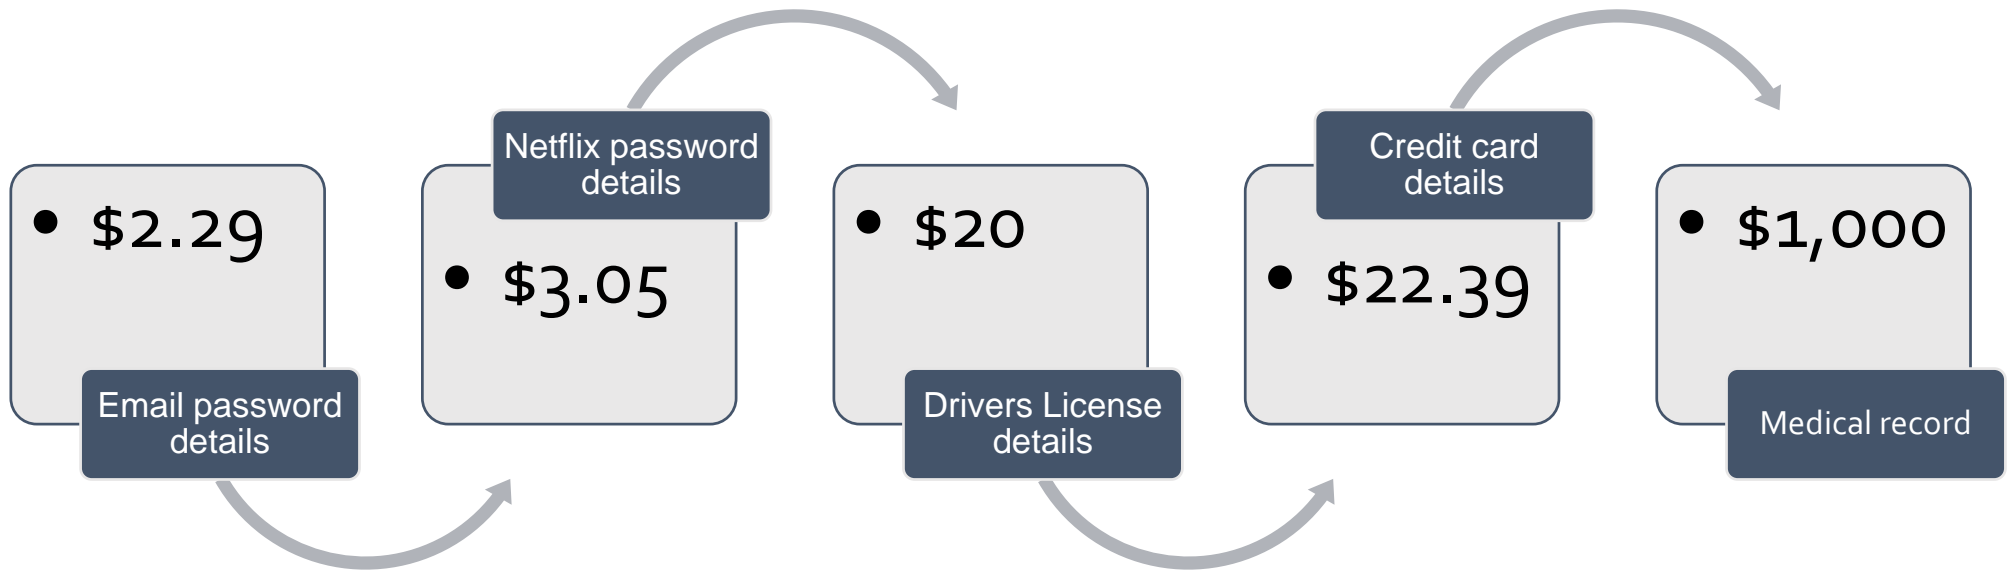 • $2.29
Email password
details
Netflix password
details
• $3.05
• $20
Drivers License
details
Credit card
details
• $22.39
• $1,000
Medical record